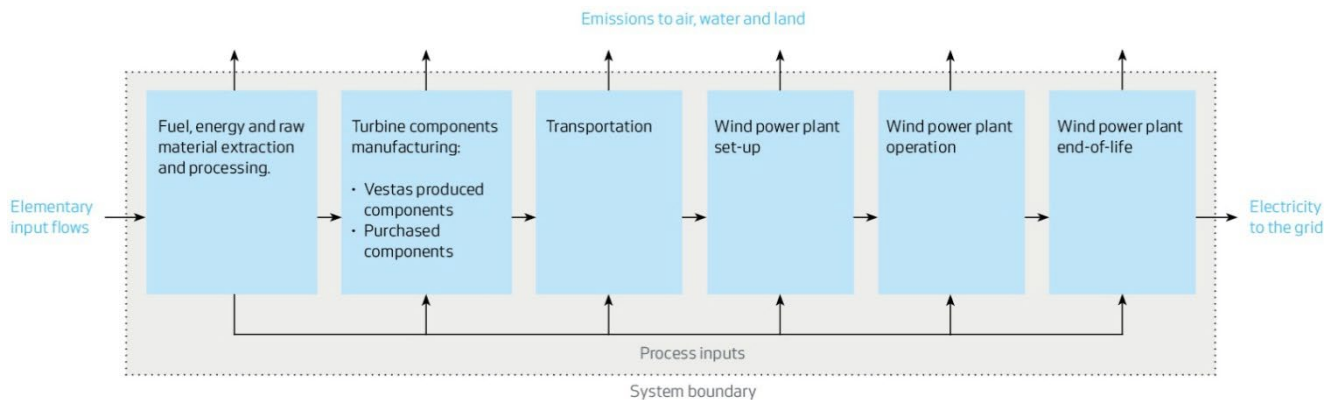 Emissions to air, water and land
Fuel, energy and raw
material extraction
and processing.
Turbine components
manufacturing:
• Vestas produced
components
• Purchased
components
Transportation
Wind power plant
set-up
Wind power plant
operation
Wind power plant
end-of-life
Elementary
input flows
Electricity
to the grid
Process inputs
System boundary